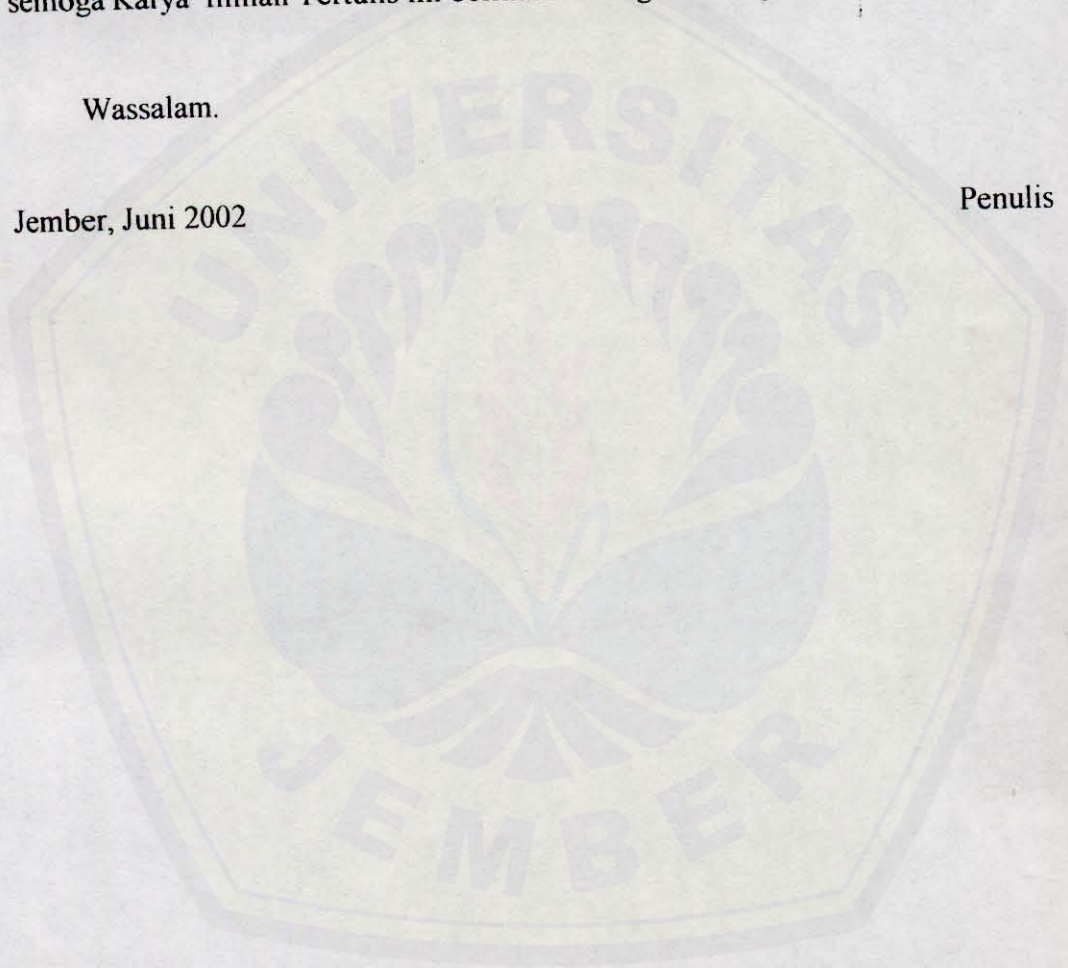 semoga Karya Ilmiah Tertulis ini
Wassalam.
Penulis
Jember, Juni 2002
UNIVERSITAS
JEMBER